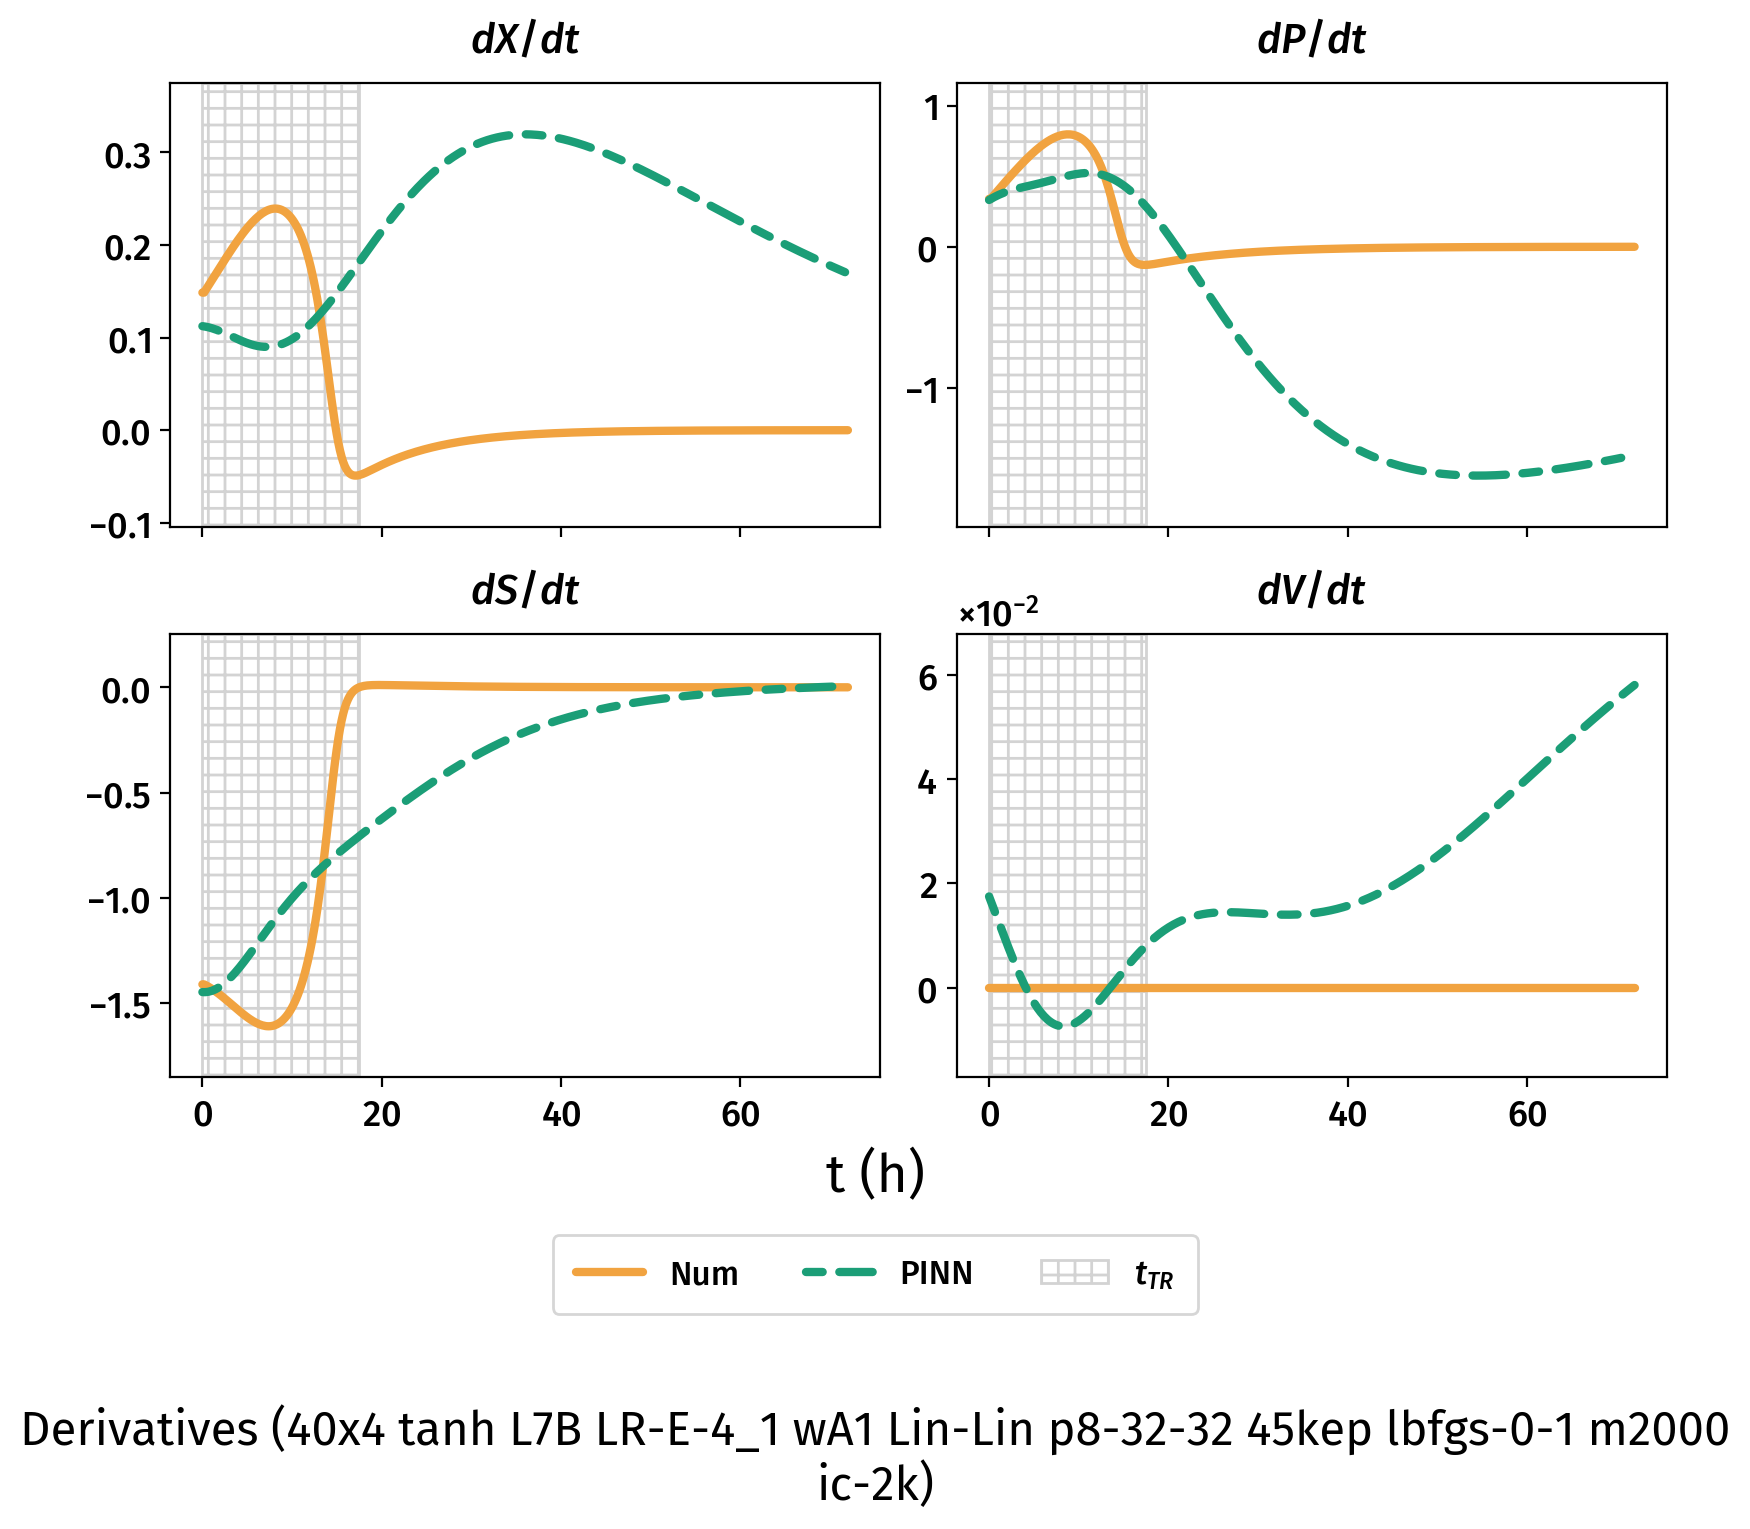 dX/dt
dP/dt
0.3
0.2
0.1
0.0
−0.1
1
0
−1
dS/dt
dV/dt
×10⁻²
0.0
−0.5
−1.0
−1.5
6
4
2
0
0 20 40 60
0 20 40 60
t (h)
Num PINN t_TR
Derivatives (40x4 tanh L7B LR-E-4_1 wA1 Lin-Lin p8-32-32 45kep lbfgs-0-1 m2000
ic-2k)